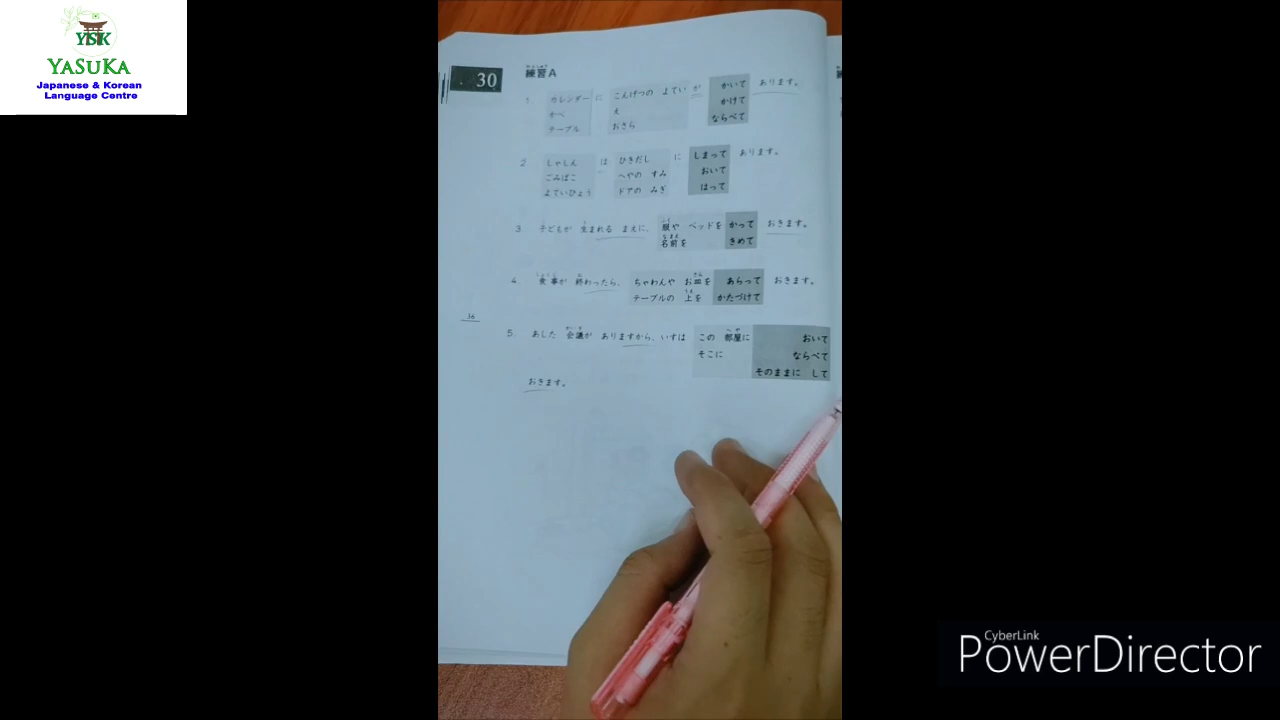 YSK
YASUKA
Japanese & Korean
Language Centre
30
練習A
1. カレンダー に こんげつの よてい が かいて あります。
かべ え かけて
テーブル おさら ならべて
2. しゃしん は ひきだし に しまって あります。
ごみばこ へやの すみ おいて
よていひょう ドアの みぎ はって
3. 子どもが 生まれる まえに、 服や ベッドを かって おきます。
名前を きめて
4. 食事が 終わったら、 ちゃわんや お皿を あらって おきます。
テーブルの 上を かたづけて
5. あした 会議が ありますから、いすは この 部屋に おいて
そこに ならべて
そのままに して
おきます。
36
CyberLink
PowerDirector